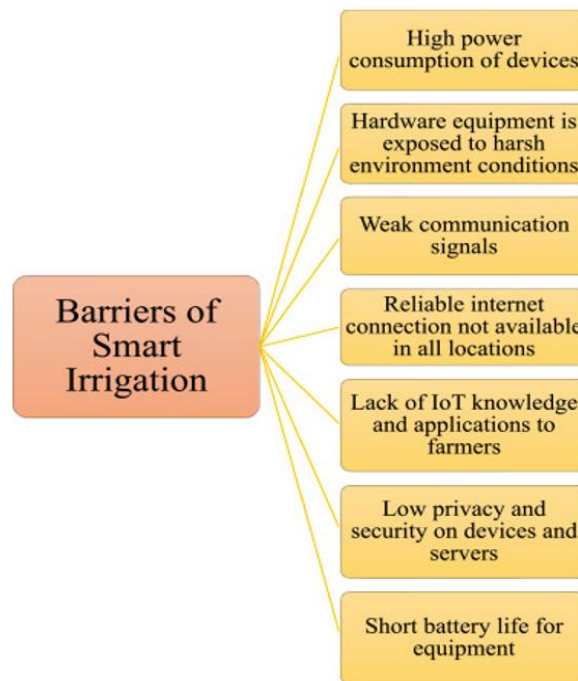 High power
consumption of devices
Hardware equipment is
exposed to harsh
environment conditions
Weak communication
signals
Barriers of
Smart
Irrigation
Reliable internet
connection not available
in all locations
Lack of IoT knowledge
and applications to
farmers
Low privacy and
security on devices and
servers
Short battery life for
equipment